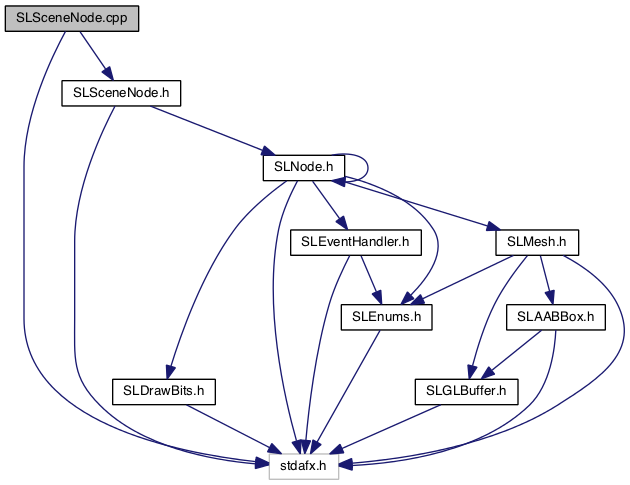 SLSceneNode.cpp
SLSceneNode.h
SLNode.h
SLEventHandler.h
SLMesh.h
SLEnums.h
SLAABBox.h
SLDrawBits.h
SLGLBuffer.h
stdafx.h